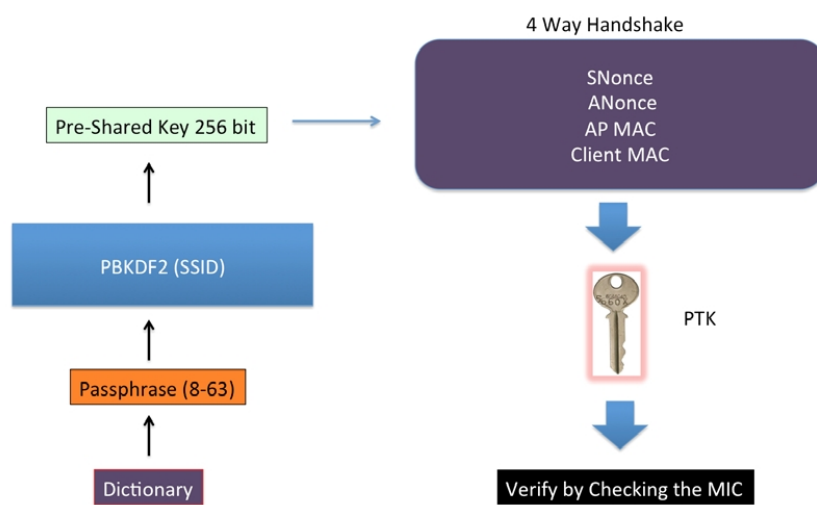 4 Way Handshake
SNonce
ANonce
AP MAC
Client MAC
Pre-Shared Key 256 bit
PBKDF2 (SSID)
PTK
Passphrase (8-63)
Dictionary
Verify by Checking the MIC